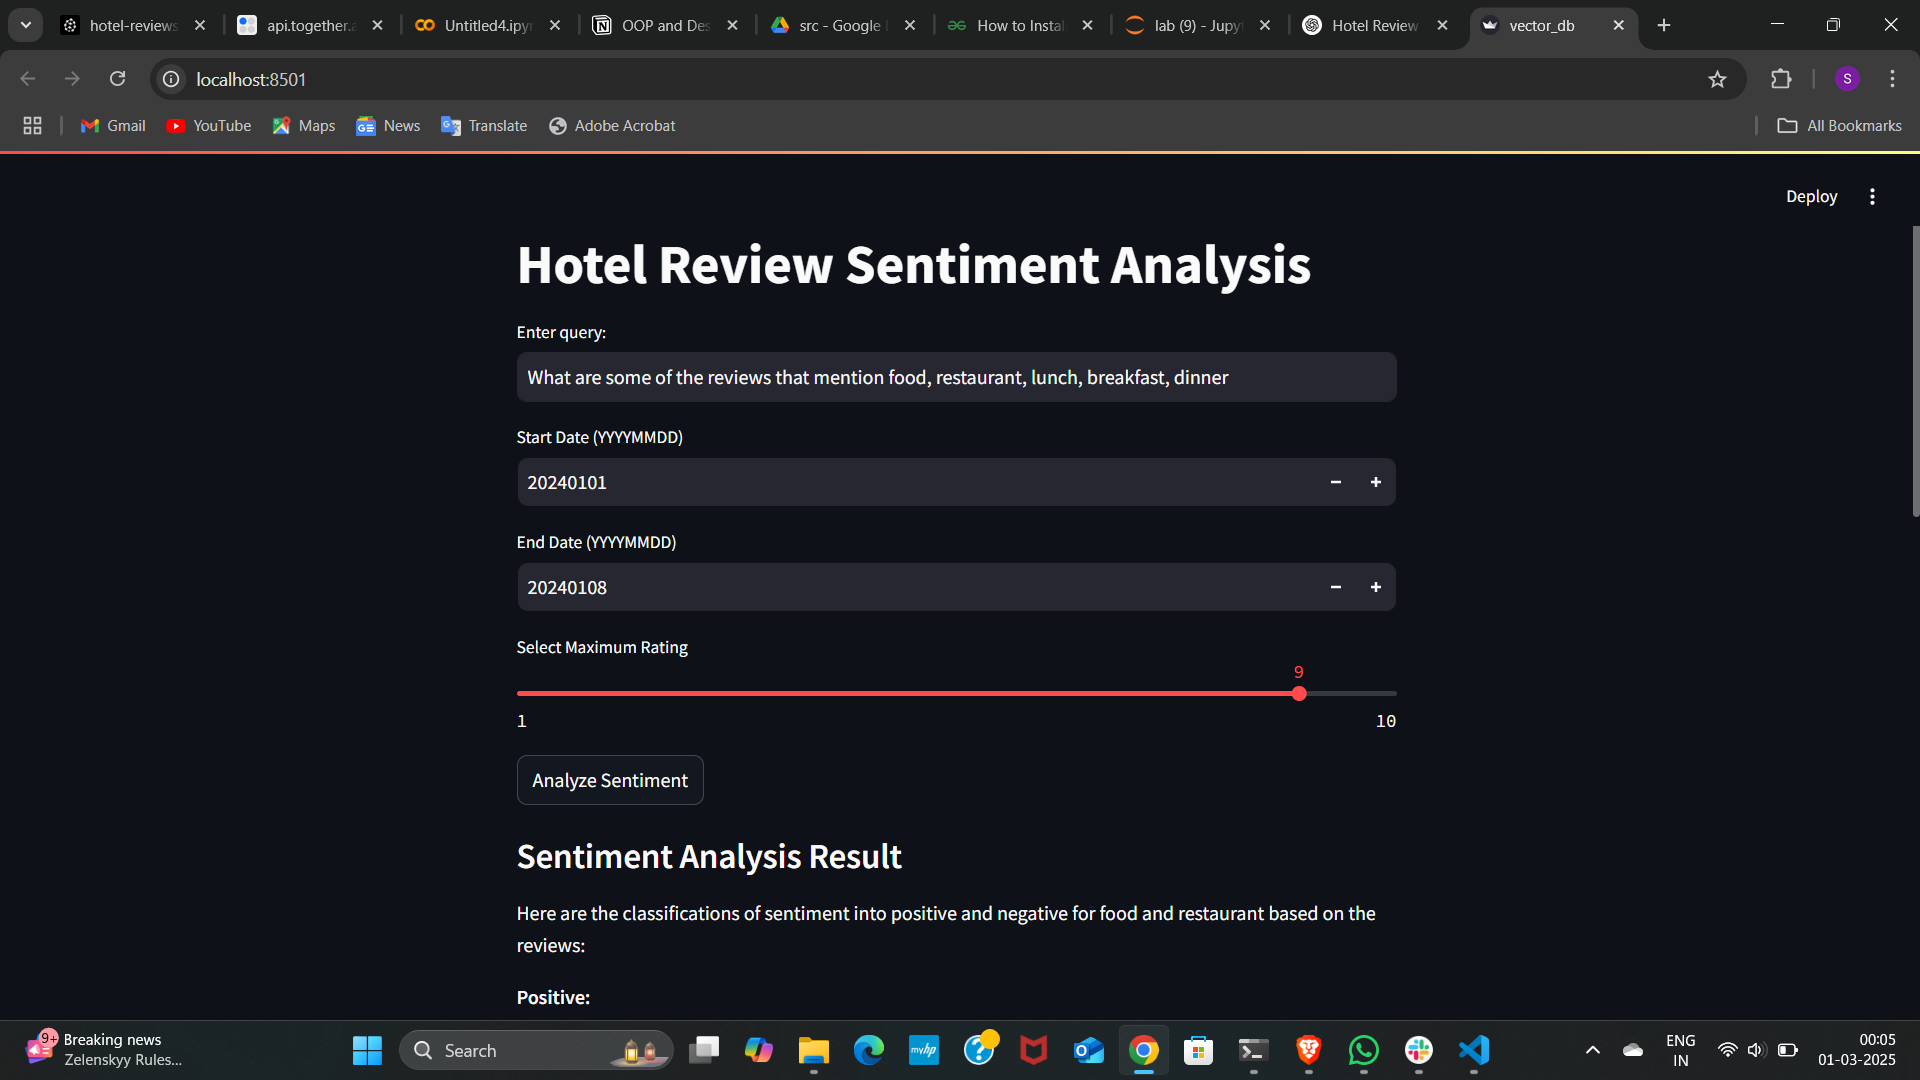 hotel-reviews
api.together.a
Untitled4.ipyn
OOP and Des
src - Google
How to Instal
lab (9) - Jupyt
Hotel Review
vector_db
localhost:8501
S
Gmail
YouTube
Maps
News
Translate
Adobe Acrobat
All Bookmarks
Deploy
Hotel Review Sentiment Analysis
Enter query:
What are some of the reviews that mention food, restaurant, lunch, breakfast, dinner
Start Date (YYYYMMDD)
20240101
End Date (YYYYMMDD)
20240108
Select Maximum Rating
9
1
10
Analyze Sentiment
Sentiment Analysis Result
Here are the classifications of sentiment into positive and negative for food and restaurant based on the
reviews:
Positive:
9+
Breaking news
Zelenskyy Rules...
Search
myhp
ENG
IN
00:05
01-03-2025